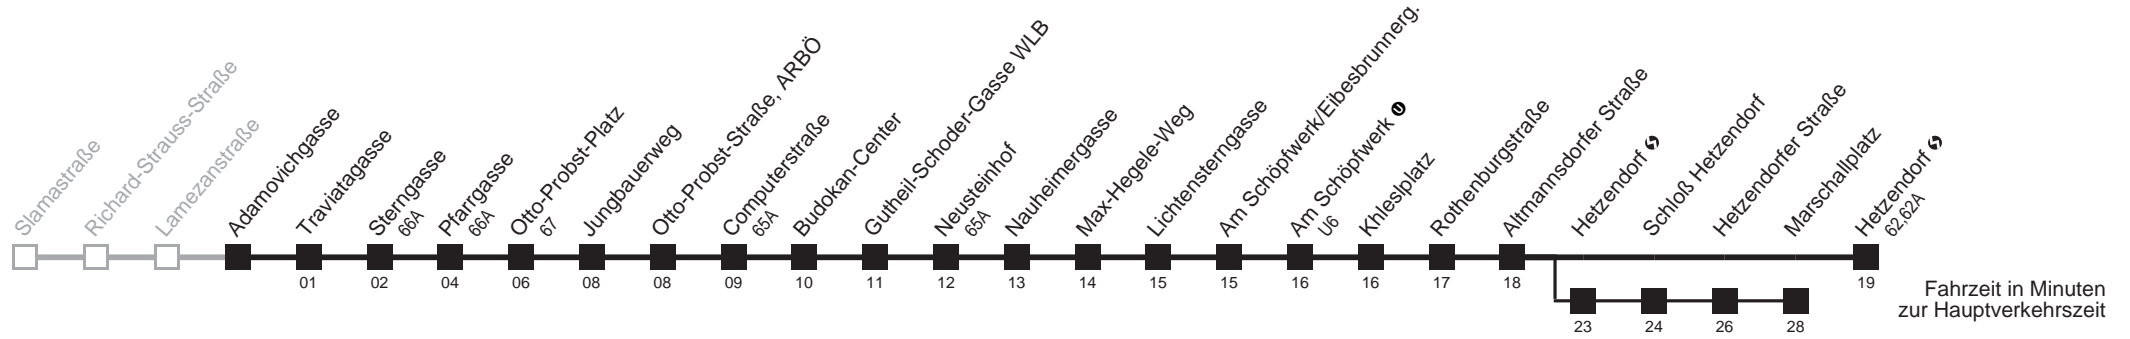 Slamastraße
Richard-Strauss-Straße
Lamezanstraße
Adamovichgasse
Traviatagasse
01
Sterngasse
66A
02
Pfarrgasse
66A
04
Otto-Probst-Platz
67
06
Jungbauerweg
08
Otto-Probst-Straße, ARBÖ
08
Computerstraße
65A
09
Budokan-Center
10
Gutheil-Schoder-Gasse WLB
11
Neusteinhof
65A
12
Nauheimergasse
13
Max-Hegele-Weg
14
Lichtensterngasse
15
Am Schöpfwerk/Eibesbrunnerg.
15
Am Schöpfwerk U
U6
16
Khleslplatz
16
Rothenburgstraße
17
Altmannsdorfer Straße
18
Hetzendorf
23
Schloß Hetzendorf
24
Hetzendorfer Straße
26
Marschallplatz
28
Hetzendorf
62,62A
19
Fahrzeit in Minuten
zur Hauptverkehrszeit